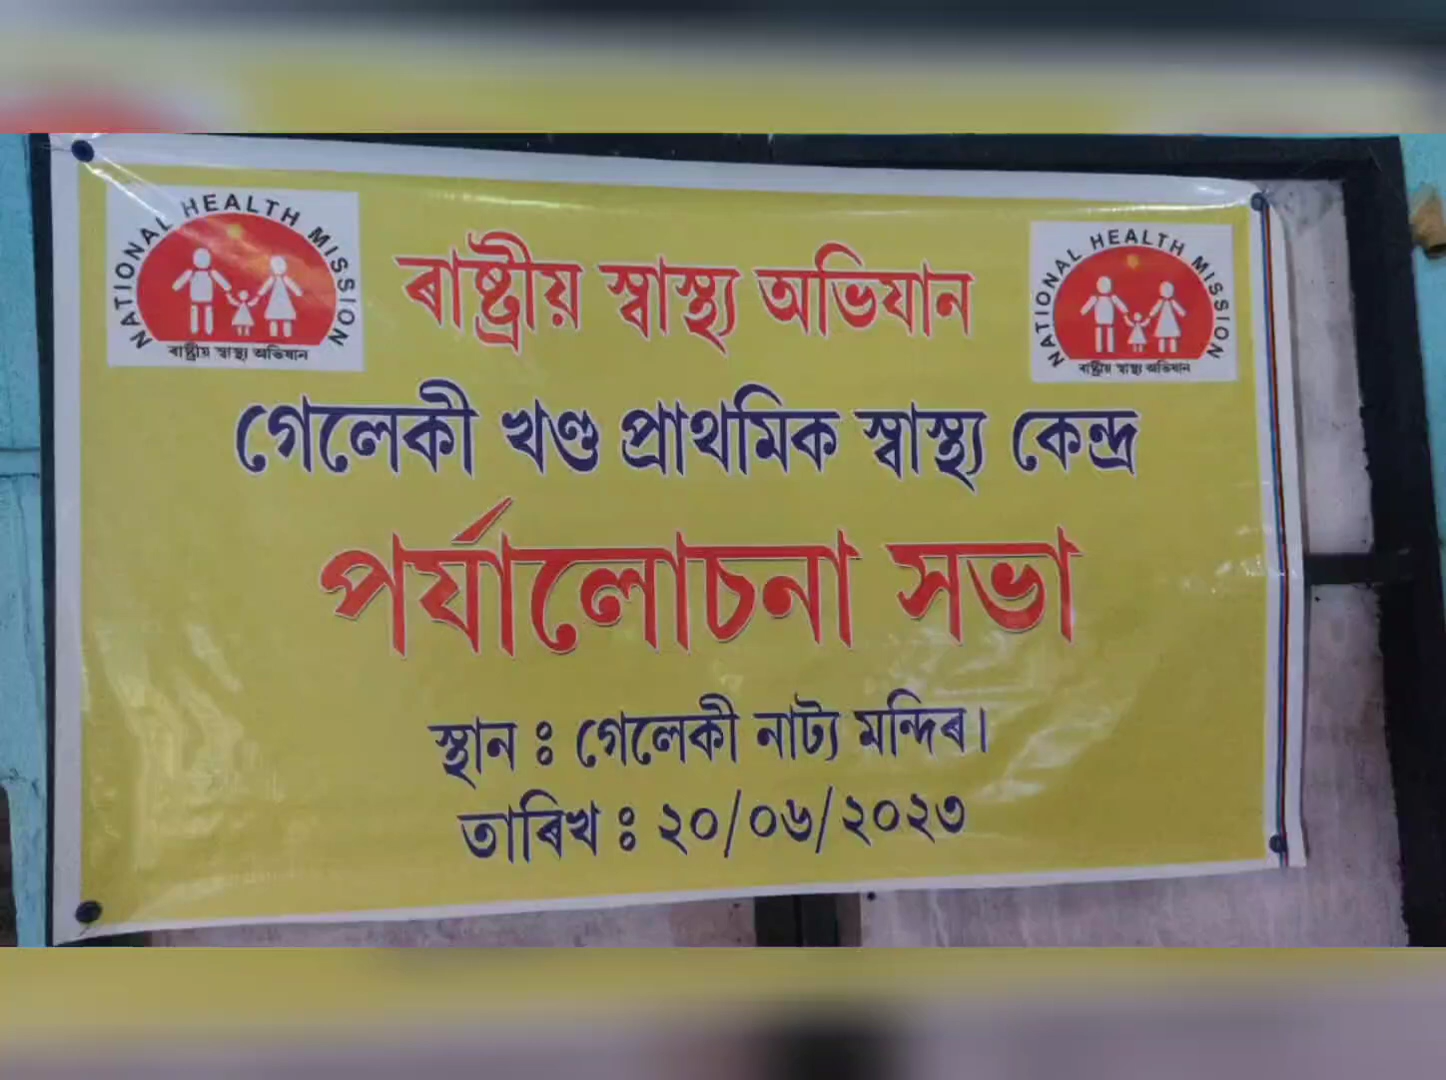 NATIONAL HEALTH MISSION
ৰাষ্ট্ৰীয় স্বাস্থ্য অভিযান
ৰাষ্ট্ৰীয় স্বাস্থ্য অভিযান
NATIONAL HEALTH MISSION
ৰাষ্ট্ৰীয় স্বাস্থ্য অভিযান
গেলেকী খণ্ড প্ৰাথমিক স্বাস্থ্য কেন্দ্ৰ
পৰ্যালোচনা সভা
স্থান ঃ গেলেকী নাট্য মন্দিৰ।
তাৰিখ ঃ ২০/০৬/২০২৩